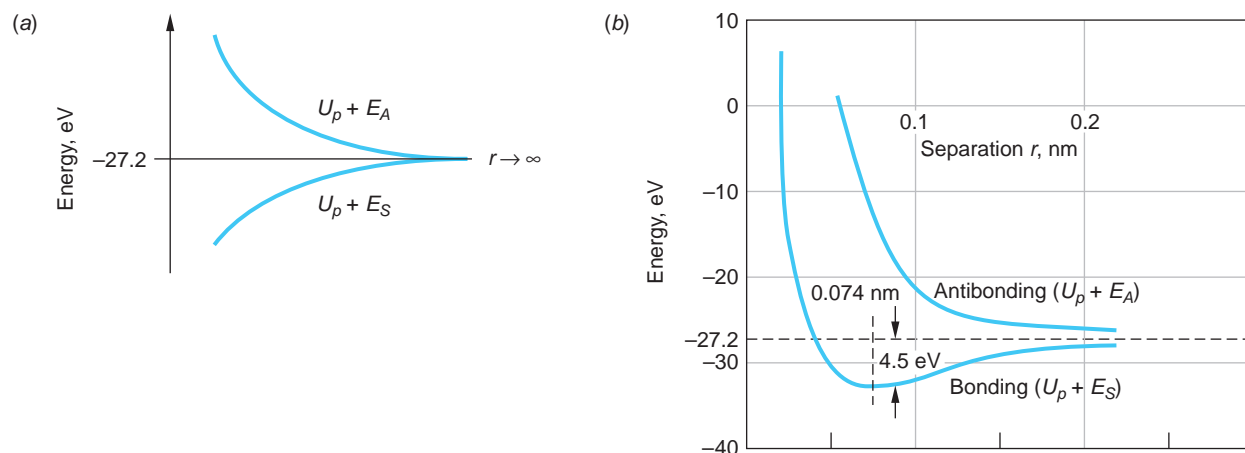 (a)
Energy, eV
–27.2
U_p + E_A
U_p + E_S
r → ∞
(b)
Energy, eV
10
0
–10
–20
–27.2
–30
–40
0.1
0.2
Separation r, nm
0.074 nm
Antibonding (U_p + E_A)
4.5 eV
Bonding (U_p + E_S)